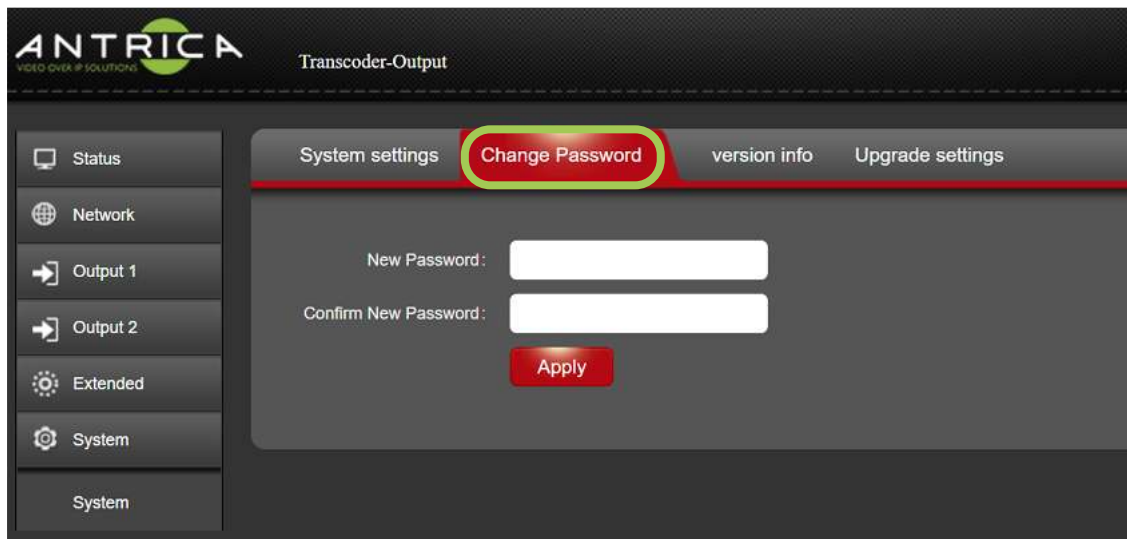 ANTRICA
VIDEO OVER IP SOLUTIONS
Transcoder-Output
Status
Network
Output 1
Output 2
Extended
System
System
System settings Change Password version info Upgrade settings
New Password:
Confirm New Password:
Apply